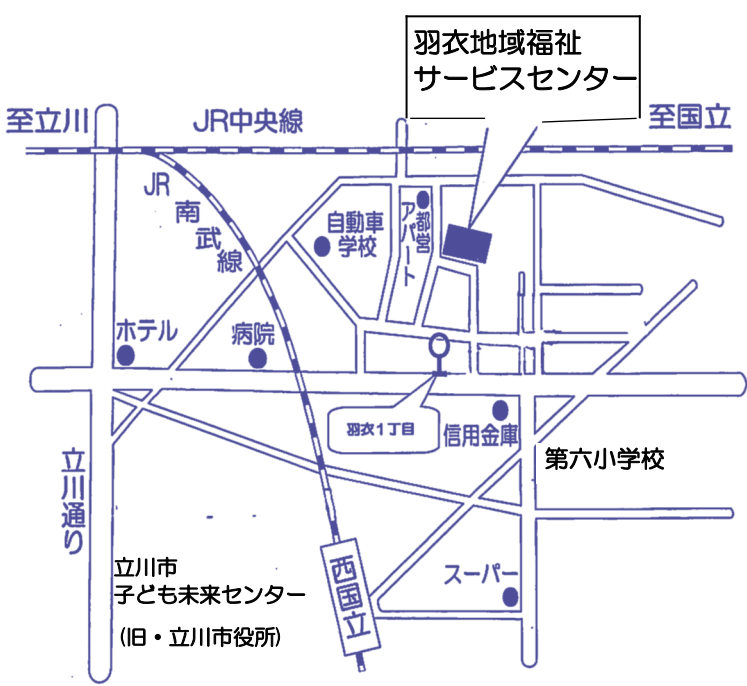 羽衣地域福祉
サービスセンター
至立川
JR中央線
至国立
JR
南
武
線
自動車
学校
都営
アパート
ホテル
病院
羽衣1丁目
信用金庫
第六小学校
立川通り
立川市
子ども未来センター
(旧・立川市役所)
西国立
スーパー